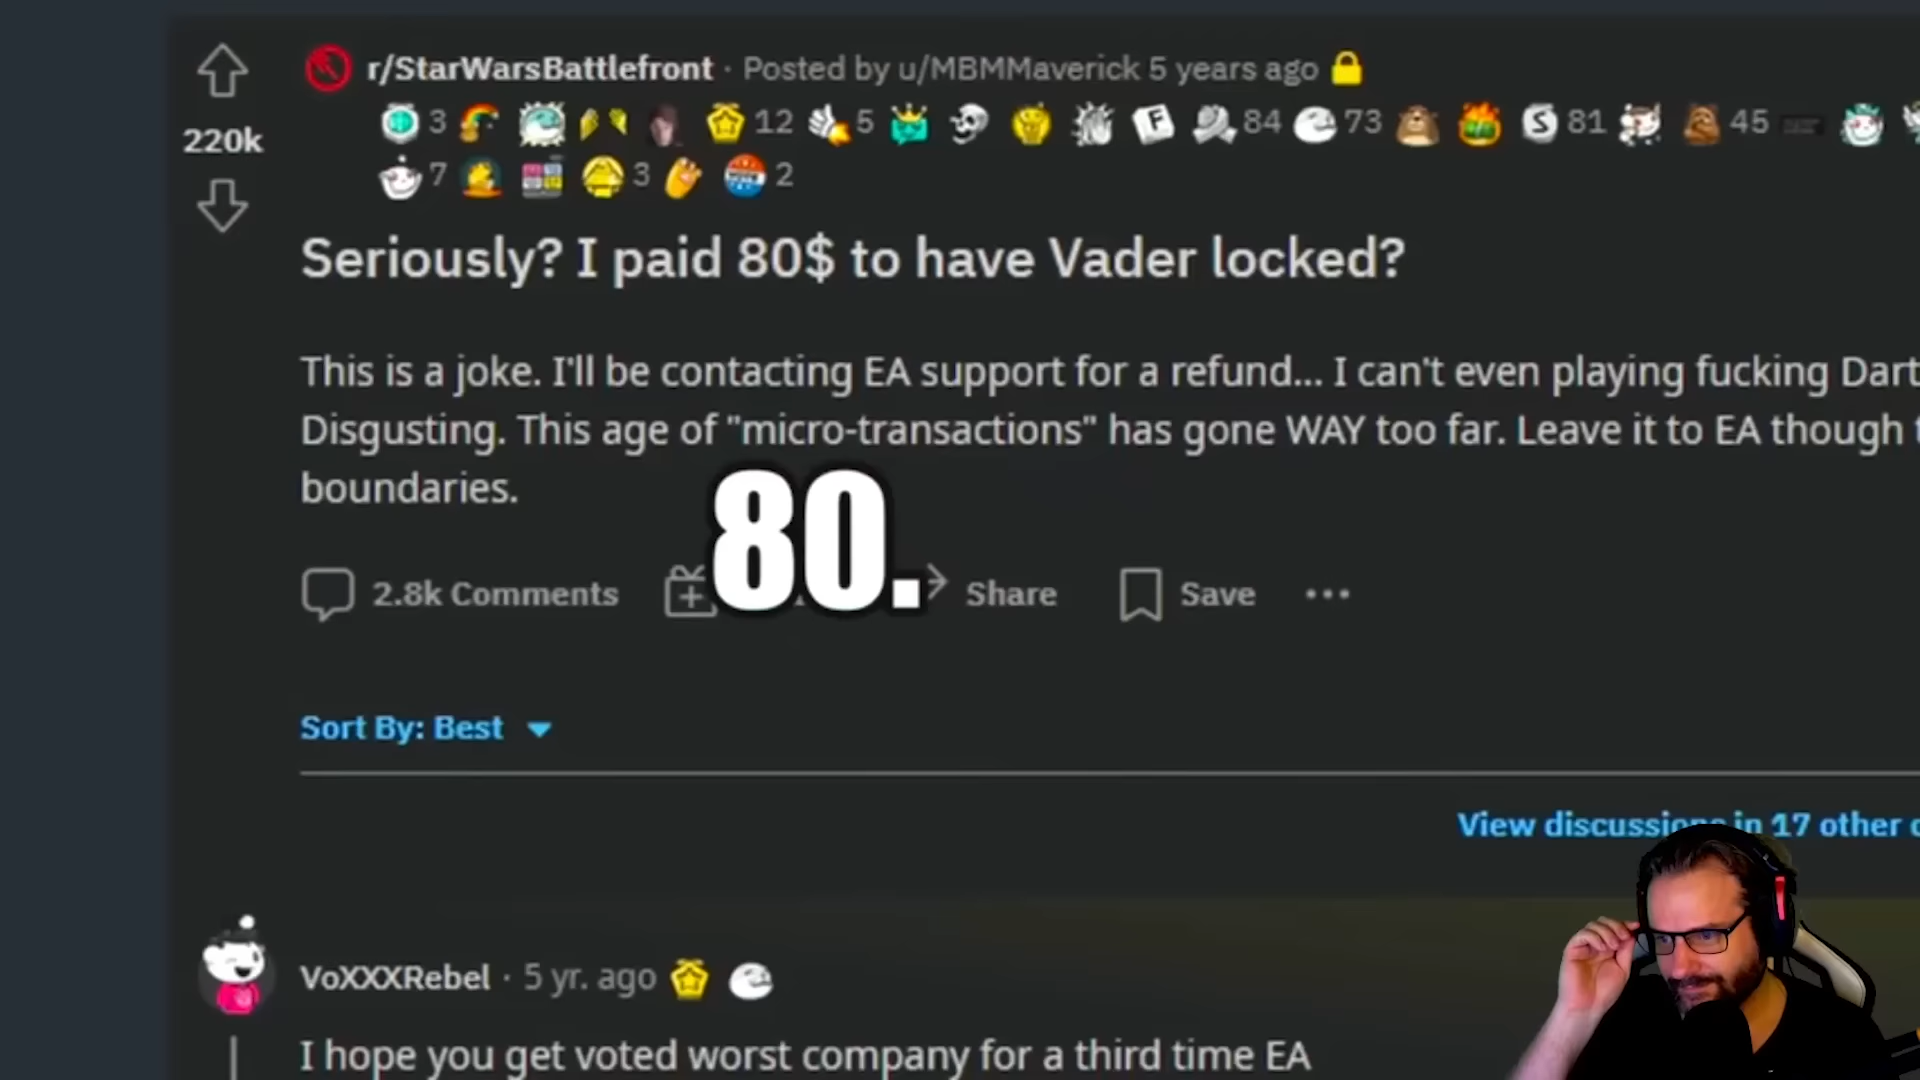 r/StarWarsBattlefront · Posted by u/MBMMaverick 5 years ago
3 12 5 F 84 73 S 81 45
220k
7 3 VOTE 2
Seriously? I paid 80$ to have Vader locked?
This is a joke. I'll be contacting EA support for a refund... I can't even playing fucking Dart
Disgusting. This age of "micro-transactions" has gone WAY too far. Leave it to EA though t
boundaries.
80.
2.8k Comments Share Save ...
Sort By: Best
View discussions in 17 other
VoXXXRebel · 5 yr. ago
I hope you get voted worst company for a third time EA